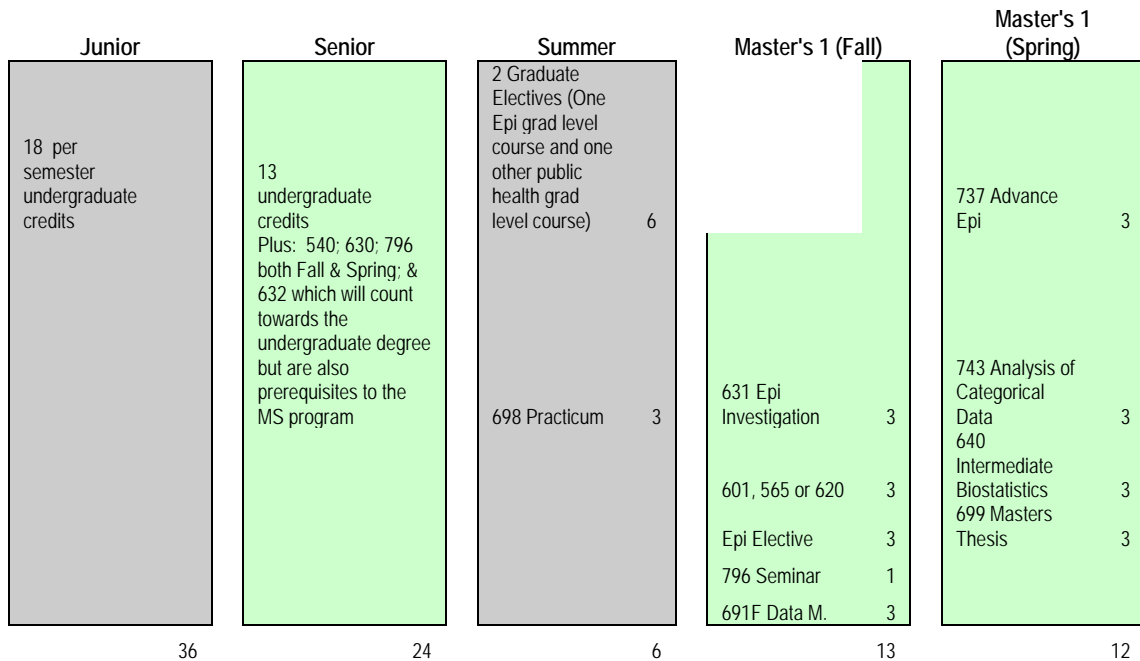 Junior
18 per
semester
undergraduate
credits
36
Senior
13
undergraduate
credits
Plus: 540; 630; 796
both Fall & Spring; &
632 which will count
towards the
undergraduate degree
but are also
prerequisites to the
MS program
24
Summer
2 Graduate
Electives (One
Epi grad level
course and one
other public
health grad
level course) 6
698 Practicum 3
6
Master's 1 (Fall)
631 Epi
Investigation 3
601, 565 or 620 3
Epi Elective 3
796 Seminar 1
691F Data M. 3
13
Master's 1
(Spring)
737 Advance
Epi 3
743 Analysis of
Categorical
Data 3
640
Intermediate
Biostatistics 3
699 Masters
Thesis 3
12